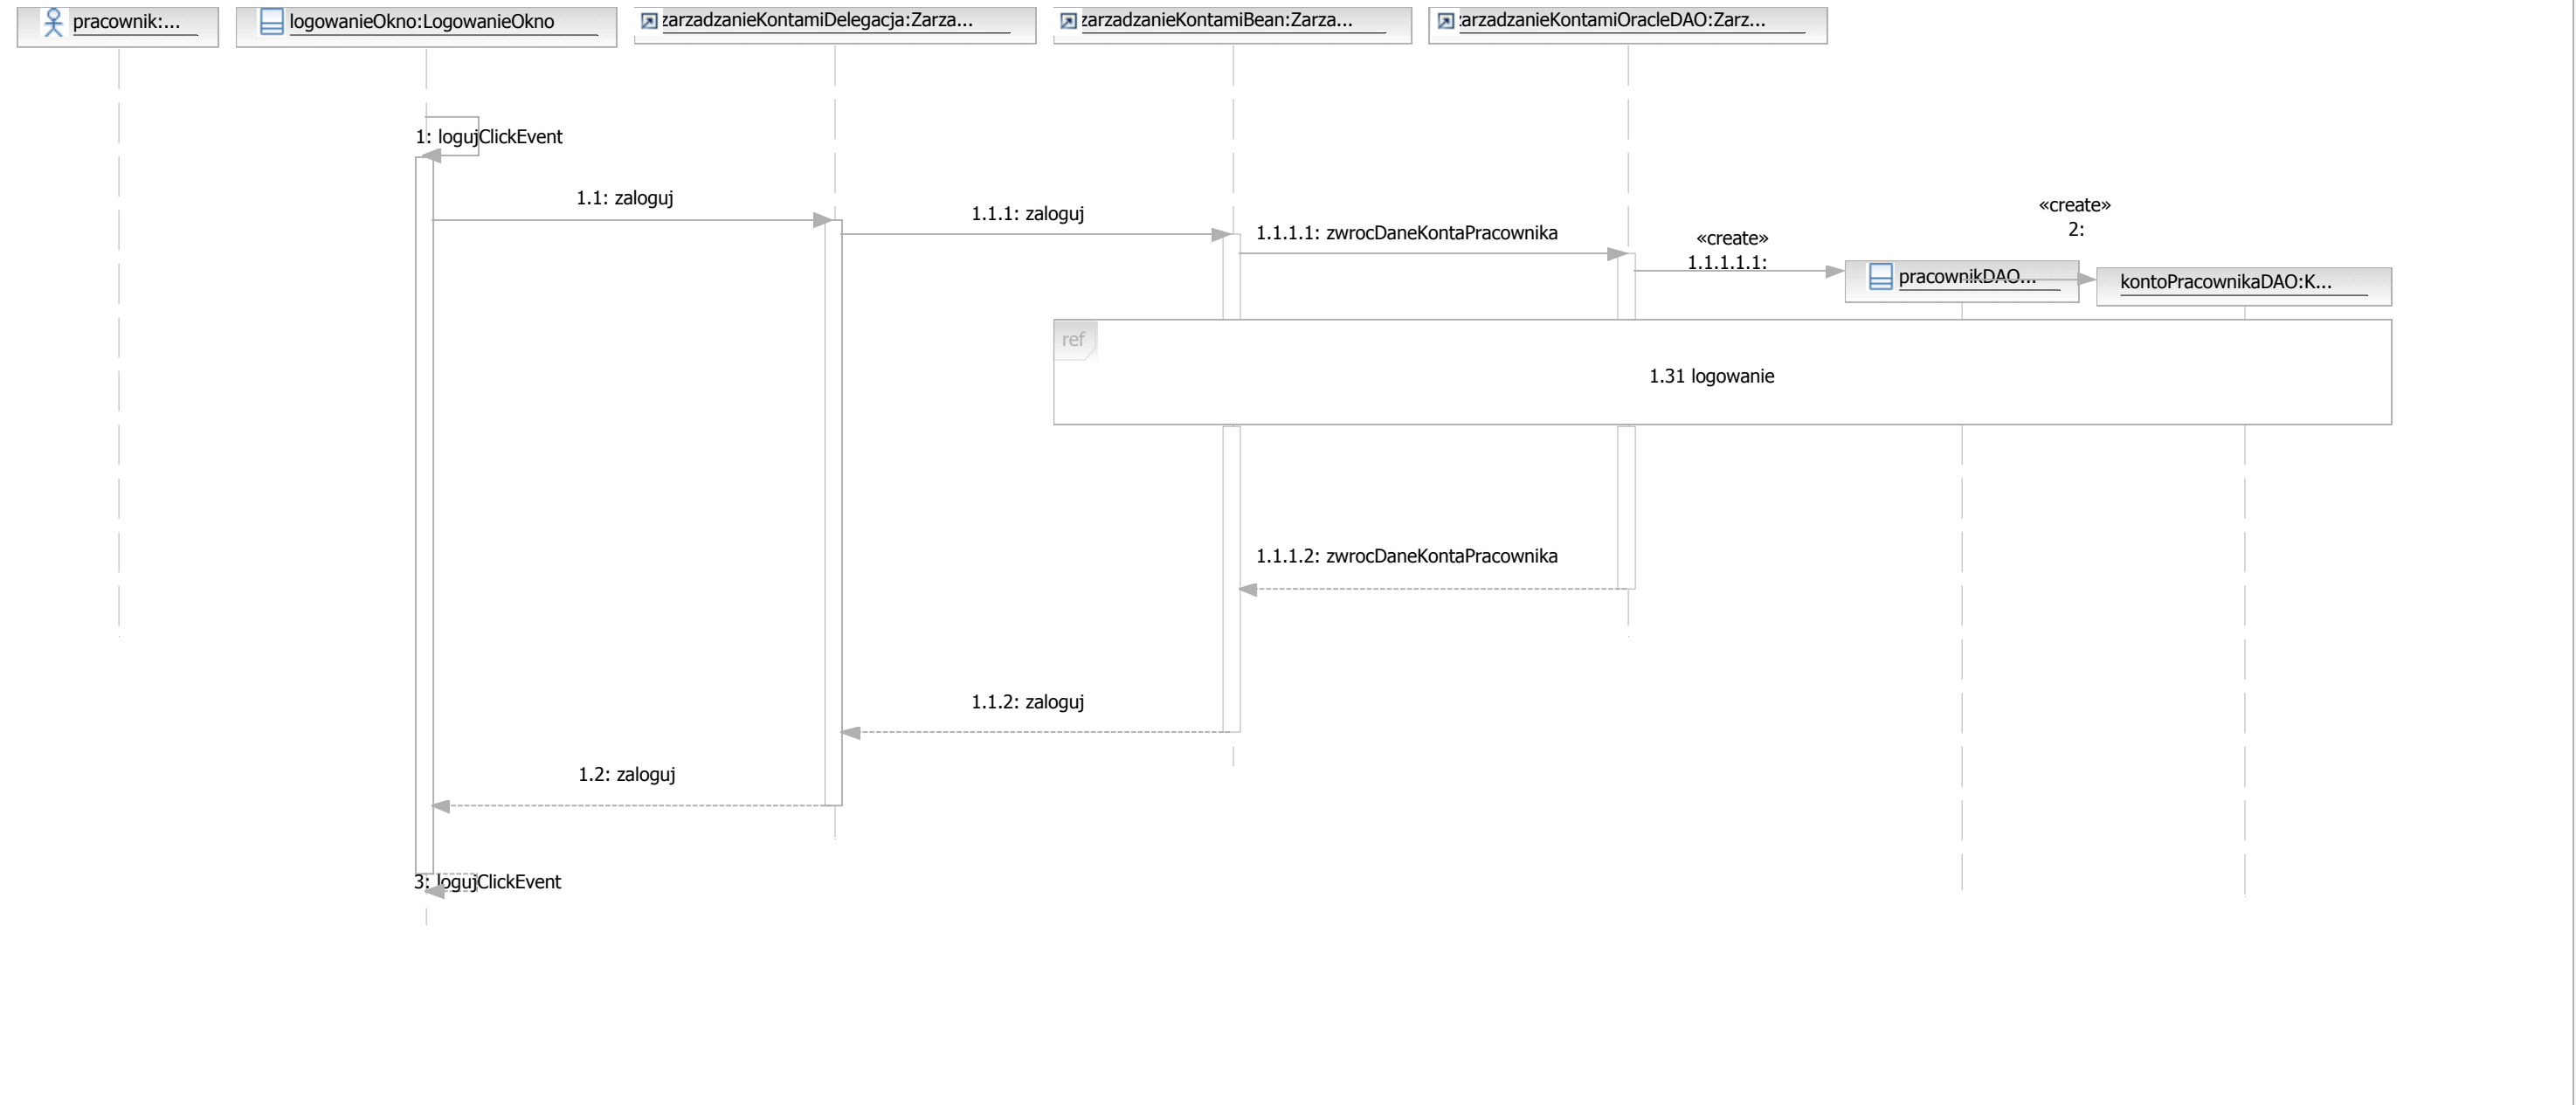 pracownik:...
logowanieOkno:LogowanieOkno
zarzadzanieKontamiDelegacja:Zarza...
zarzadzanieKontamiBean:Zarza...
zarzadzanieKontamiOracleDAO:Zarz...
1: logujClickEvent
1.1: zaloguj
1.1.1: zaloguj
1.1.1.1: zwrocDaneKontaPracownika
«create»
1.1.1.1.1:
«create»
2:
pracownikDAO...
kontoPracownikaDAO:K...
ref
1.31 logowanie
1.1.1.2: zwrocDaneKontaPracownika
1.1.2: zaloguj
1.2: zaloguj
3: logujClickEvent